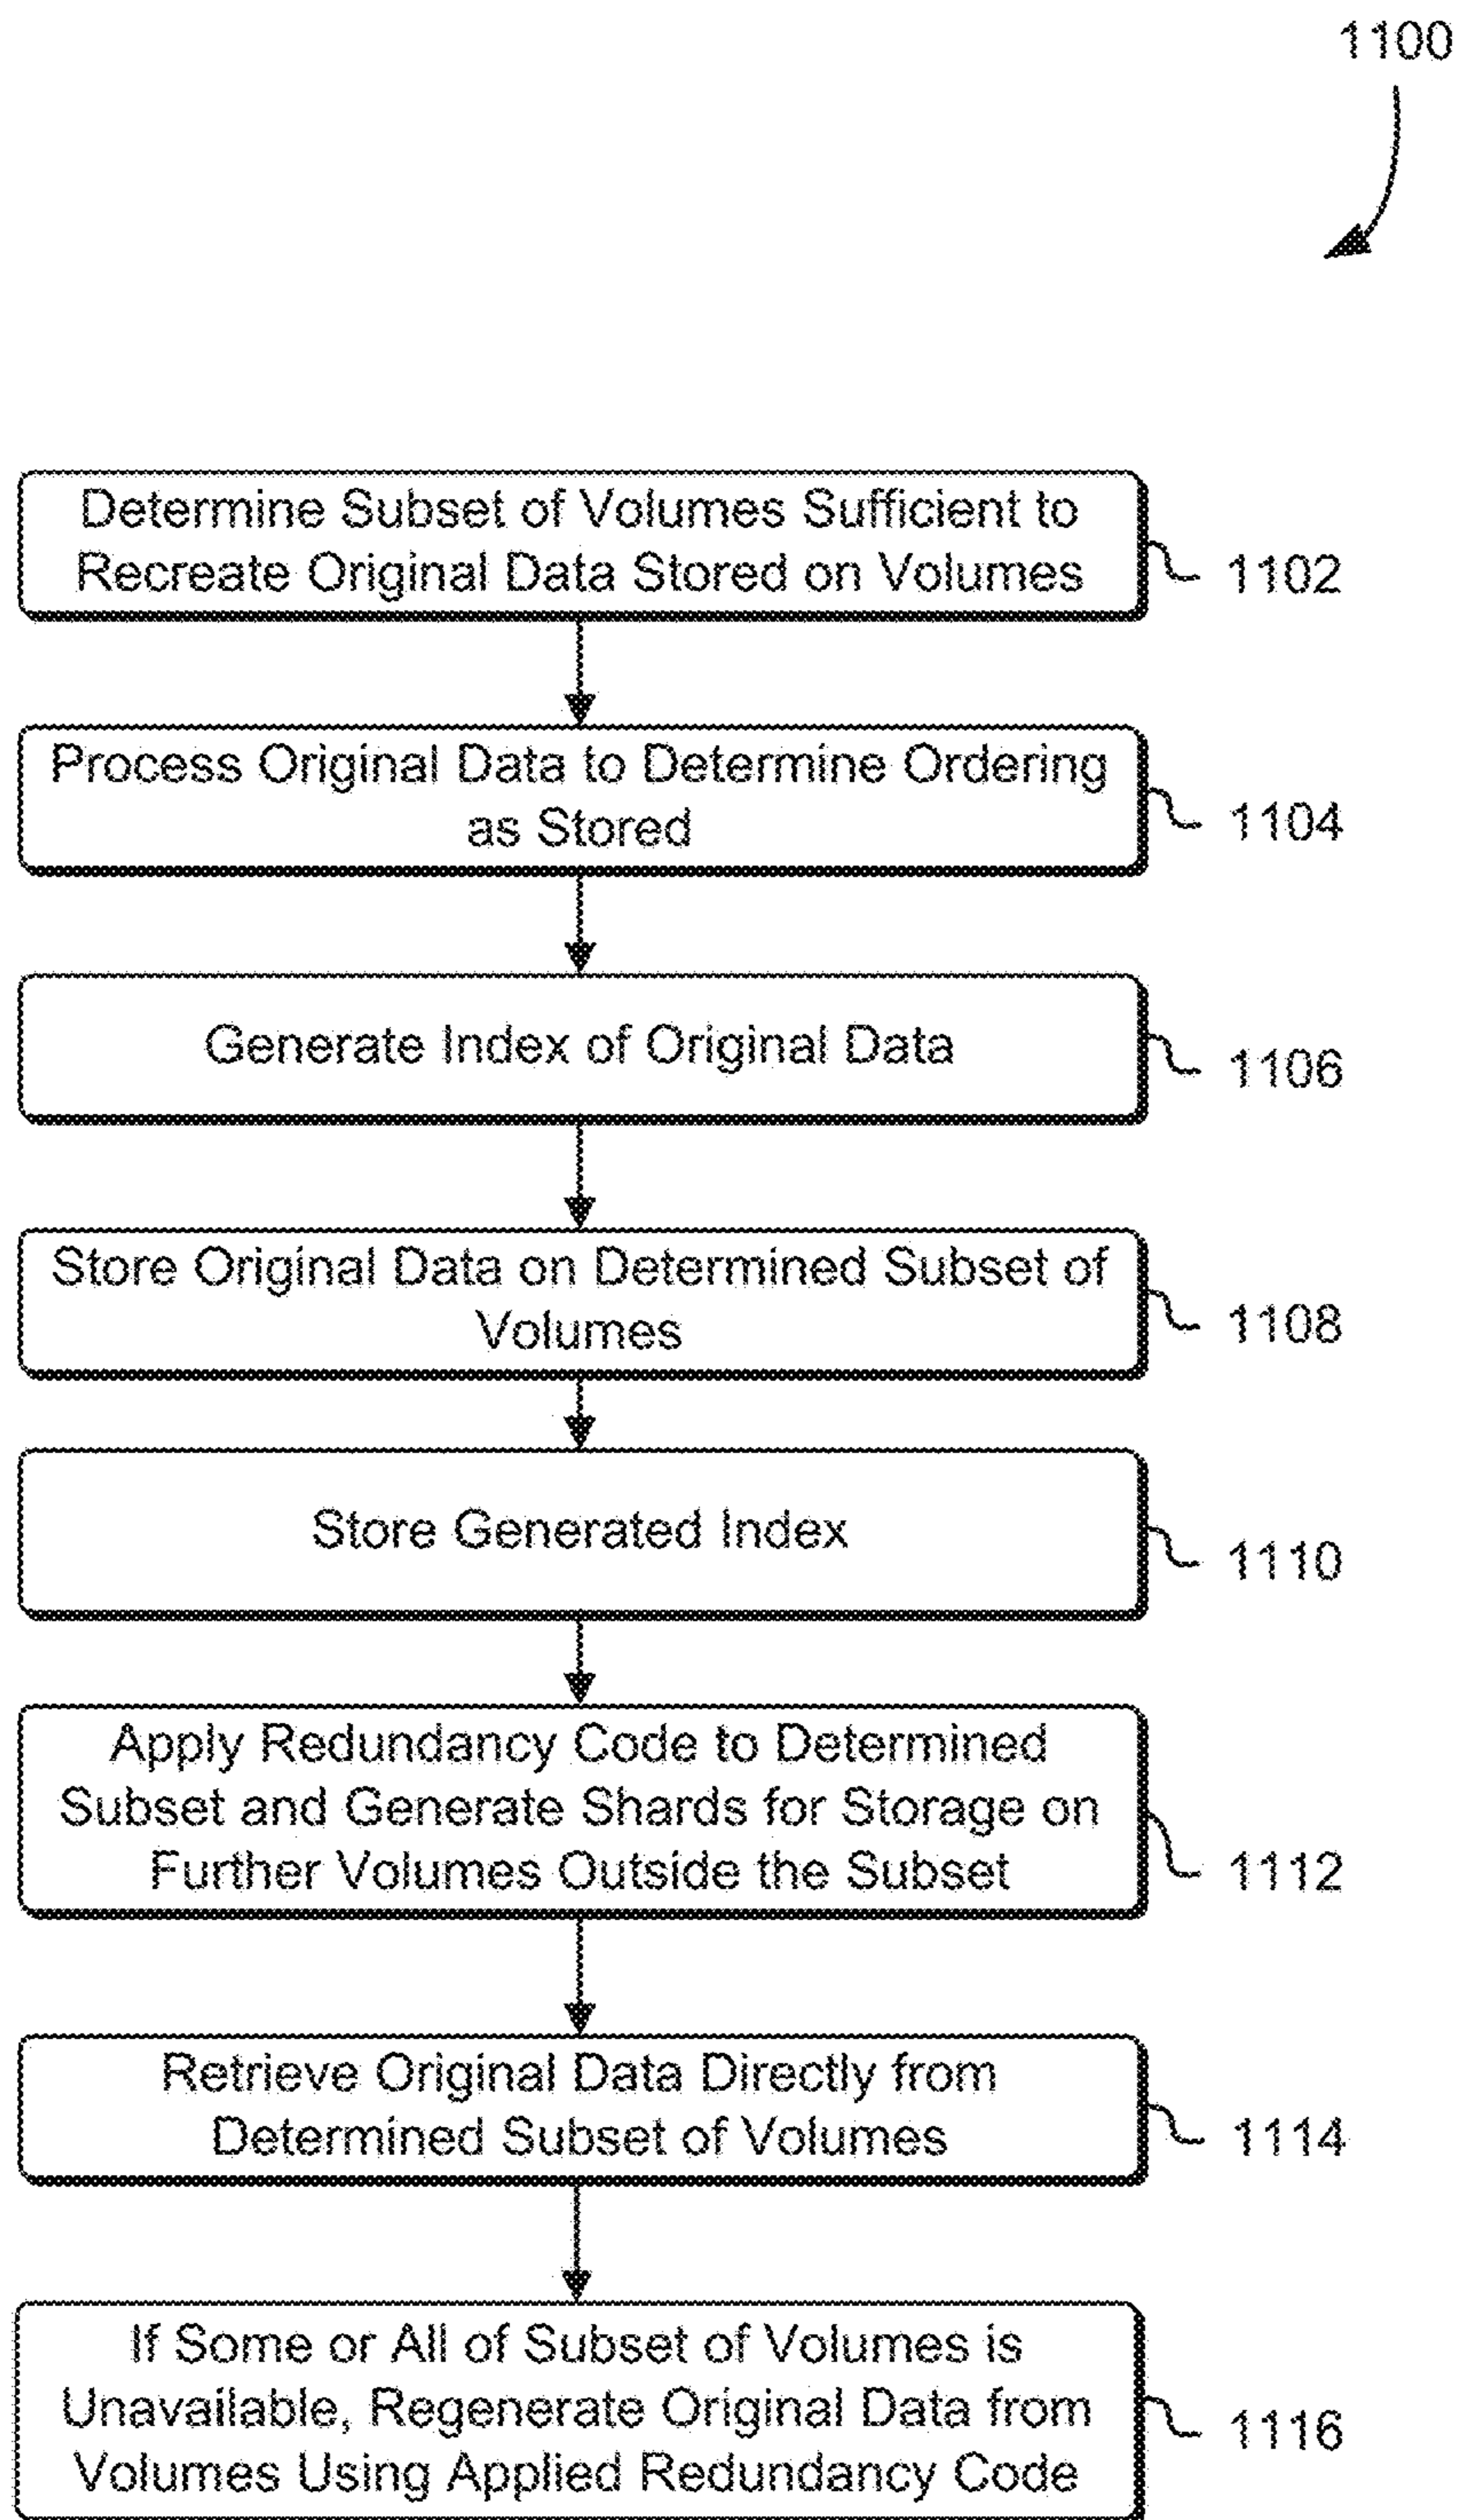 1100
Determine Subset of Volumes Sufficient to
Recreate Original Data Stored on Volumes
1102
Process Original Data to Determine Ordering
as Stored
1104
Generate Index of Original Data
1106
Store Original Data on Determined Subset of
Volumes
1108
Store Generated Index
1110
Apply Redundancy Code to Determined
Subset and Generate Shards for Storage on
Further Volumes Outside the Subset
1112
Retrieve Original Data Directly from
Determined Subset of Volumes
1114
If Some or All of Subset of Volumes is
Unavailable, Regenerate Original Data from
Volumes Using Applied Redundancy Code
1116